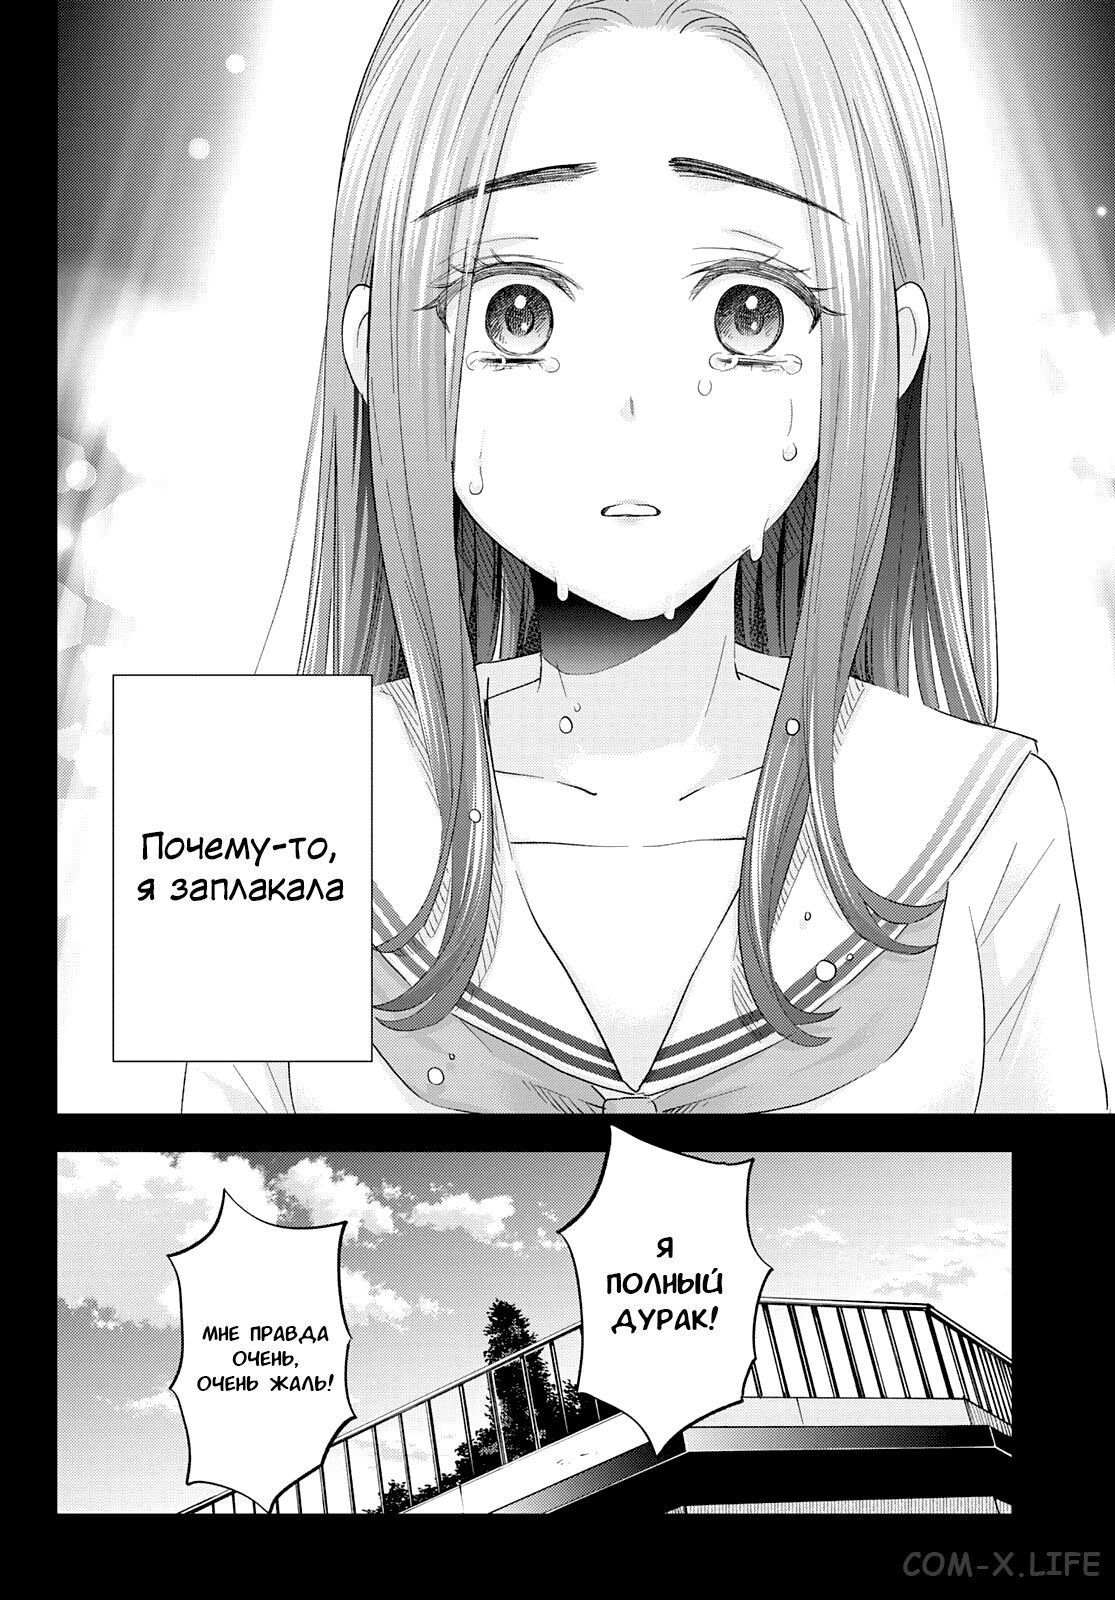 Почему-то,
я заплакала
Я
ПОЛНЫЙ
ДУРАК!
МНЕ ПРАВДА
ОЧЕНЬ,
ОЧЕНЬ ЖАЛЬ!
COM-X.LIFE